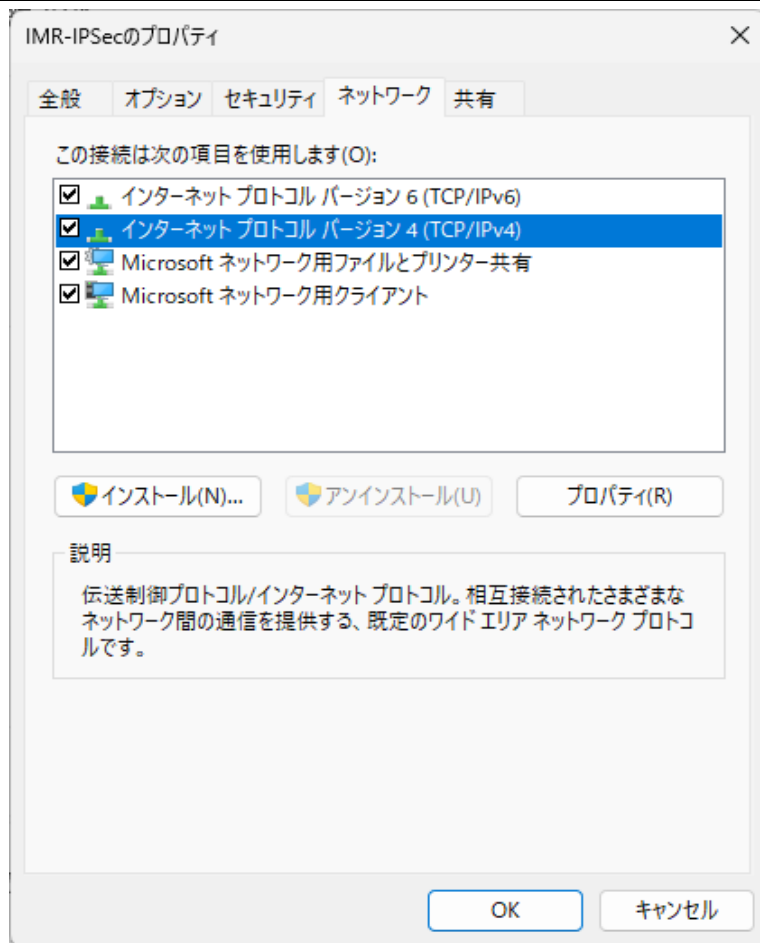 IMR-IPSecのプロパティ
全般 オプション セキュリティ ネットワーク 共有
この接続は次の項目を使用します(O):
インターネット プロトコル バージョン 6 (TCP/IPv6)
インターネット プロトコル バージョン 4 (TCP/IPv4)
Microsoft ネットワーク用ファイルとプリンター共有
Microsoft ネットワーク用クライアント
インストール(N)... アンインストール(U) プロパティ(R)
説明
伝送制御プロトコル/インターネット プロトコル。相互接続されたさまざまな
ネットワーク間の通信を提供する、既定のワイド エリア ネットワーク プロトコ
ルです。
OK キャンセル